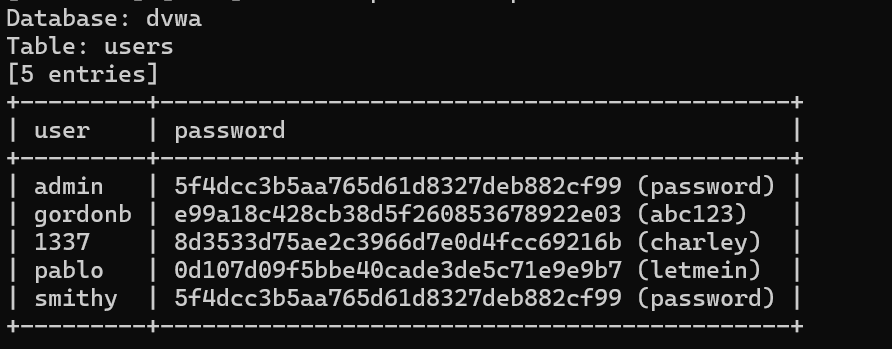 Database: dvwa
Table: users
[5 entries]
+---------+---------------------------------------------+
| user    | password                                    |
+---------+---------------------------------------------+
| admin   | 5f4dcc3b5aa765d61d8327deb882cf99 (password) |
| gordonb | e99a18c428cb38d5f260853678922e03 (abc123)   |
| 1337    | 8d3533d75ae2c3966d7e0d4fcc69216b (charley)  |
| pablo   | 0d107d09f5bbe40cade3de5c71e9e9b7 (letmein)  |
| smithy  | 5f4dcc3b5aa765d61d8327deb882cf99 (password) |
+---------+---------------------------------------------+